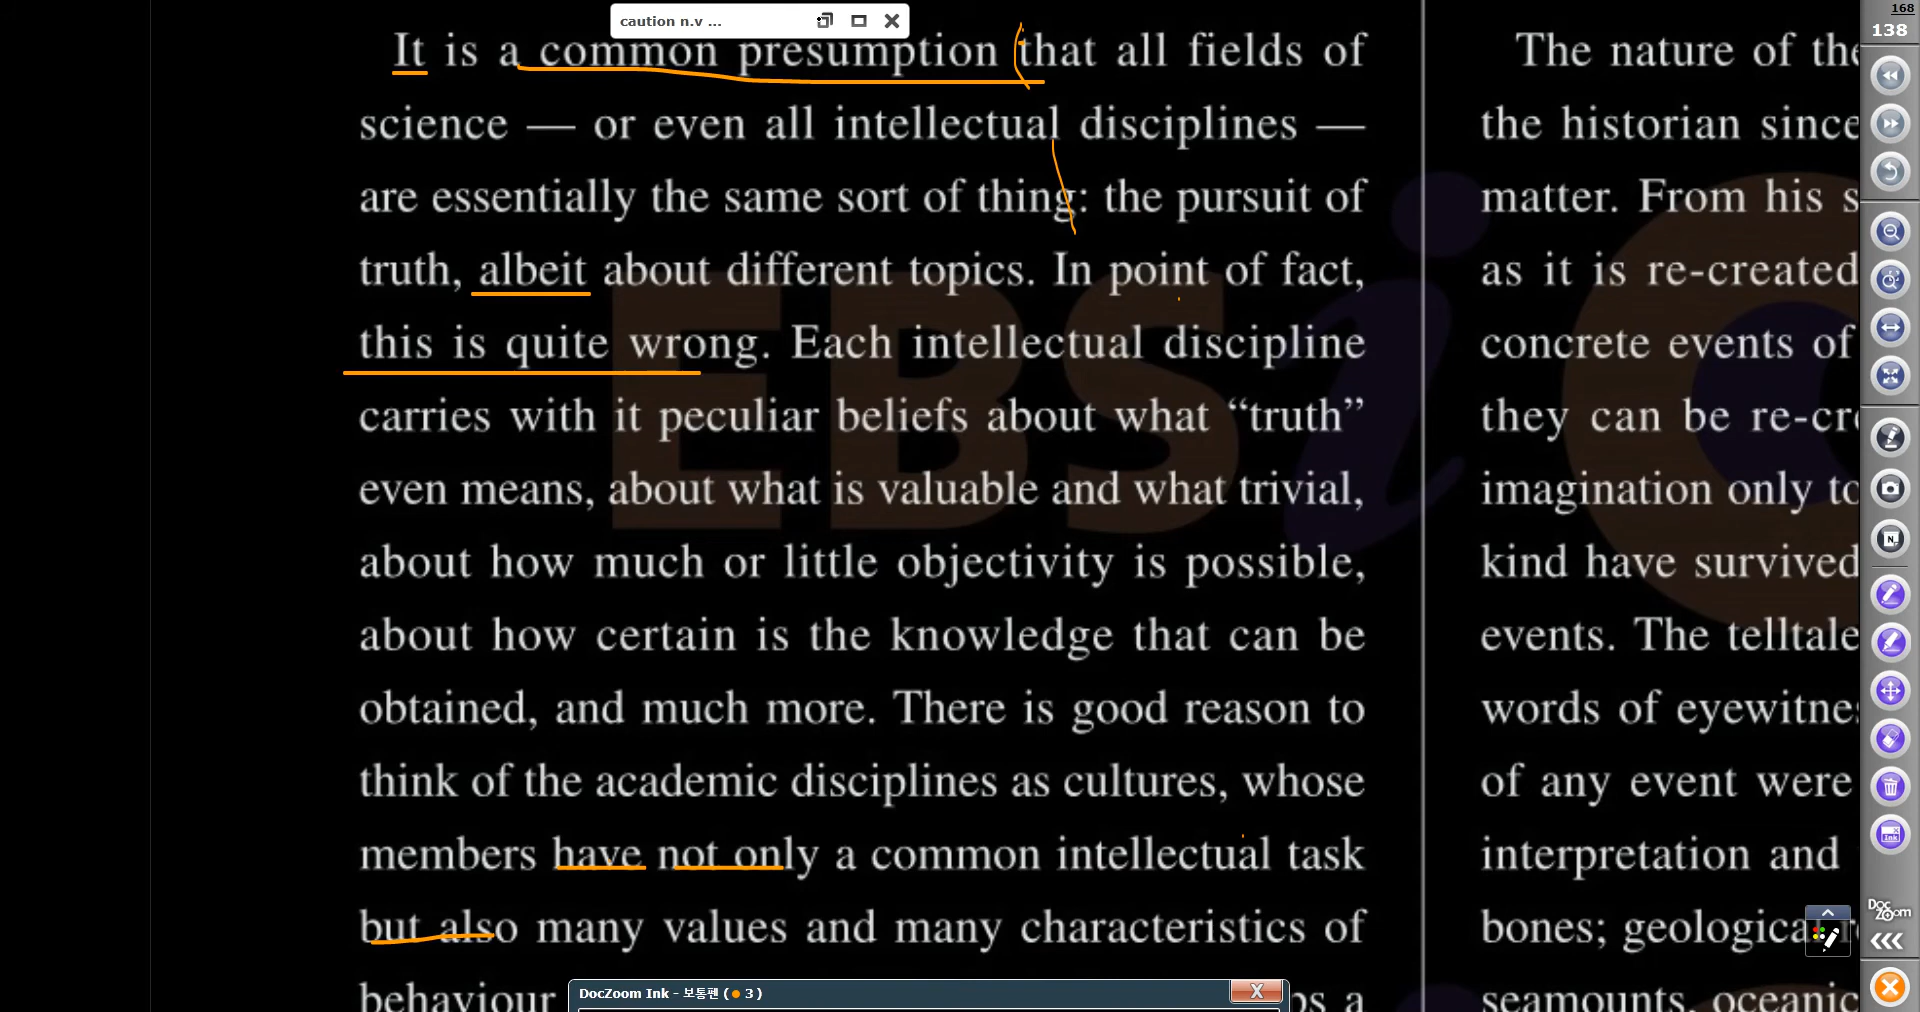 caution n.v ...
168
138
It is a common presumption that all fields of
science — or even all intellectual disciplines —
are essentially the same sort of thing: the pursuit of
truth, albeit about different topics. In point of fact,
this is quite wrong. Each intellectual discipline
carries with it peculiar beliefs about what “truth”
even means, about what is valuable and what trivial,
about how much or little objectivity is possible,
about how certain is the knowledge that can be
obtained, and much more. There is good reason to
think of the academic disciplines as cultures, whose
members have not only a common intellectual task
but also many values and many characteristics of
behaviour
The nature of the
the historian since
matter. From his
as it is re-created
concrete events of
they can be
imagination only to
kind have survived
events. The telltale
words of
of any event were
interpretation and
bones; geological
seamounts, oceanic
EBSi
DocZoom Ink - 보통펜 ( 3 )
X
N
Ink
Doc
Zoom